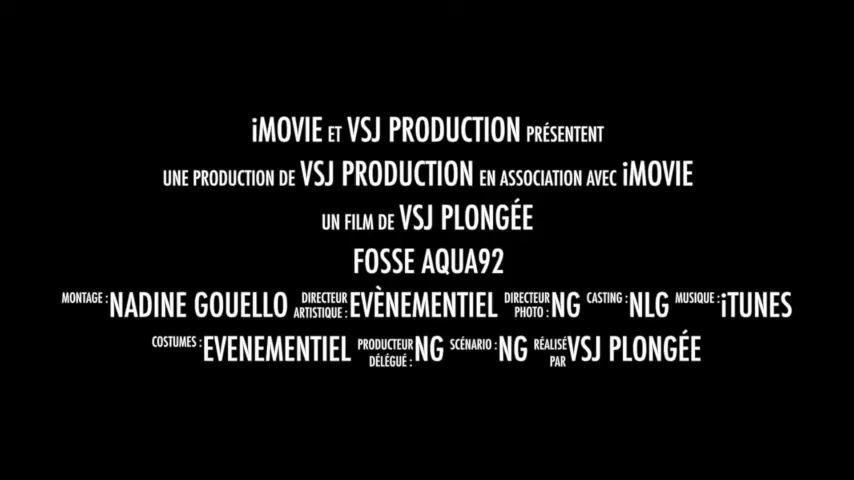 iMOVIE ET VSJ PRODUCTION PRÉSENTENT
UNE PRODUCTION DE VSJ PRODUCTION EN ASSOCIATION AVEC iMOVIE
UN FILM DE VSJ PLONGÉE
FOSSE AQUA92
MONTAGE : NADINE GOUELLO DIRECTEUR ARTISTIQUE : EVÈNEMENTIEL DIRECTEUR PHOTO : NG CASTING : NLG MUSIQUE : iTUNES
COSTUMES : EVENEMENTIEL PRODUCTEUR DÉLÉGUÉ : NG SCÉNARIO : NG RÉALISÉ PAR VSJ PLONGÉE